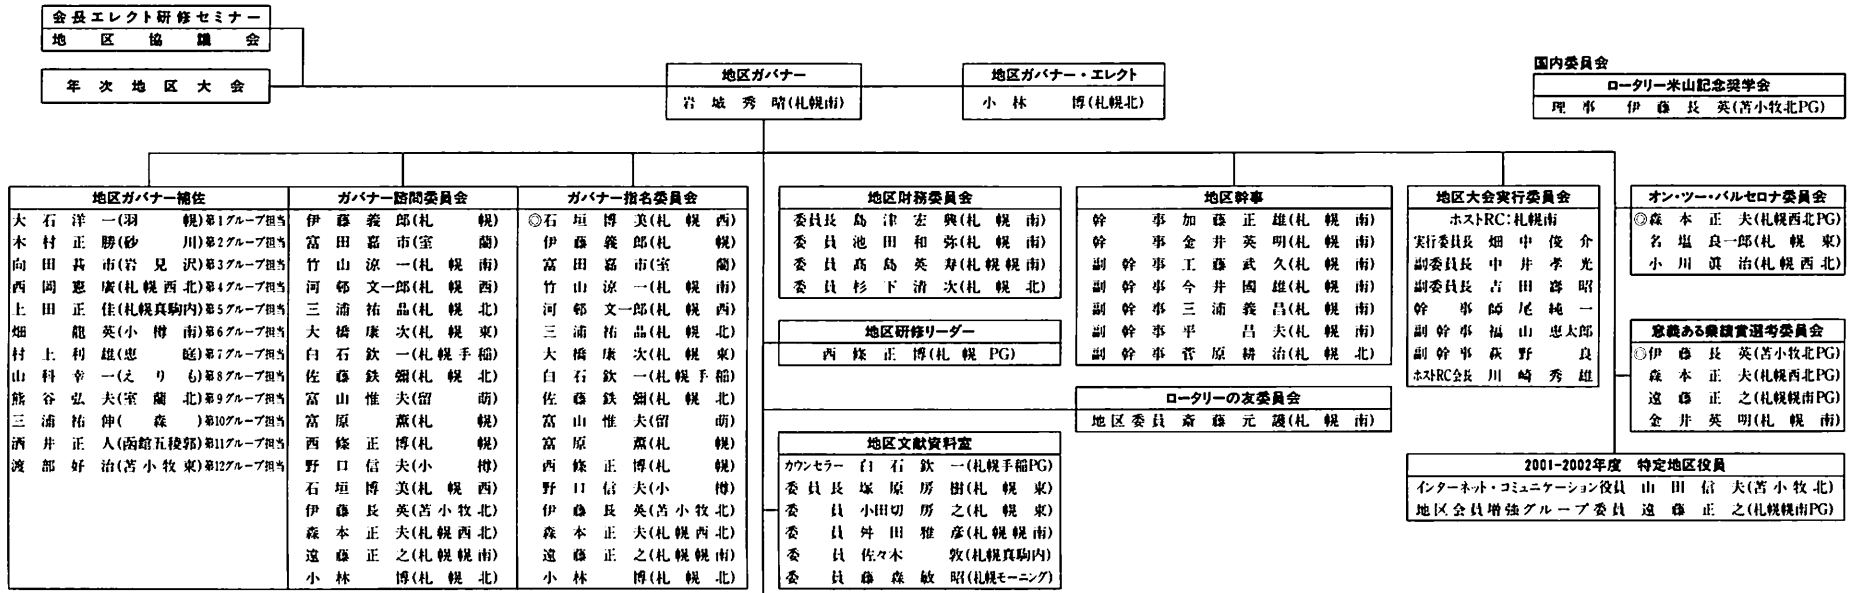 会長エレクト研修セミナー
地区協議会
年次地区大会
地区ガバナー
岩城秀晴(札幌南)
地区ガバナー・エレクト
小林 博(札幌北)
国内委員会
ロータリー米山記念奨学会
理事 伊藤長英(苫小牧北PG)
地区ガバナー補佐
大石洋一(羽幌)第1グループ担当
木村正勝(砂川)第2グループ担当
向田甚市(岩見沢)第3グループ担当
西岡憲廣(札幌西北)第4グループ担当
上田正佳(札幌真駒内)第5グループ担当
畑 龍英(小樽南)第6グループ担当
村上利雄(恵庭)第7グループ担当
山科幸一(えりも)第8グループ担当
熊谷弘夫(室蘭北)第9グループ担当
三浦祐伸(森)第10グループ担当
酒井正人(函館五稜郭)第11グループ担当
渡部好治(苫小牧東)第12グループ担当
ガバナー諮問委員会
伊藤義郎(札幌)
富田嘉市(室蘭)
竹山涼一(札幌南)
河邨文一郎(札幌西)
三浦祐晶(札幌北)
大橋康次(札幌東)
白石欽一(札幌手稲)
佐藤鉄彌(札幌北)
富山惟夫(留萌)
富原 薫(札幌)
西條正博(札幌)
野口信夫(小樽)
石垣博美(札幌西)
伊藤長英(苫小牧北)
森本正夫(札幌西北)
遠藤正之(札幌幌南)
小林 博(札幌北)
ガバナー指名委員会
◎石垣博美(札幌西)
伊藤義郎(札幌)
富田嘉市(室蘭)
竹山涼一(札幌南)
河邨文一郎(札幌西)
三浦祐晶(札幌北)
大橋康次(札幌東)
白石欽一(札幌手稲)
佐藤鉄彌(札幌北)
富山惟夫(留萌)
富原 薫(札幌)
西條正博(札幌)
野口信夫(小樽)
伊藤長英(苫小牧北)
森本正夫(札幌西北)
遠藤正之(札幌幌南)
小林 博(札幌北)
地区財務委員会
委員長 島津宏興(札幌南)
委員 池田和弥(札幌南)
委員 髙島英寿(札幌幌南)
委員 杉下清次(札幌北)
地区研修リーダー
西條正博(札幌PG)
地区文献資料室
カウンセラー 白石欽一(札幌手稲PG)
委員長 塚原房樹(札幌東)
委員 小田切房之(札幌東)
委員 舛田雅彦(札幌幌南)
委員 佐々木 敦(札幌真駒内)
委員 藤森敏昭(札幌モーニング)
地区幹事
幹事 加藤正雄(札幌南)
幹事 金井英明(札幌南)
副幹事 工藤武久(札幌南)
副幹事 今井國雄(札幌南)
副幹事 三浦義昌(札幌南)
副幹事 平 昌夫(札幌南)
副幹事 菅原耕治(札幌北)
ロータリーの友委員会
地区委員 斎藤元護(札幌南)
地区大会実行委員会
ホストRC:札幌南
実行委員長 畑中俊介
副委員長 中井孝光
副委員長 吉田壽昭
幹事 師尾純一
副幹事 福山恵太郎
副幹事 萩野 良
ホストRC会長 川崎秀雄
オン・ツー・バルセロナ委員会
◎森本正夫(札幌西北PG)
名塩良一郎(札幌東)
小川眞治(札幌西北)
意義ある業績賞選考委員会
◎伊藤長英(苫小牧北PG)
森本正夫(札幌西北PG)
遠藤正之(札幌幌南PG)
金井英明(札幌南)
2001-2002年度 特定地区役員
インターネット・コミュニケーション役員 山田信夫(苫小牧北)
地区会員増強グループ委員 遠藤正之(札幌幌南PG)